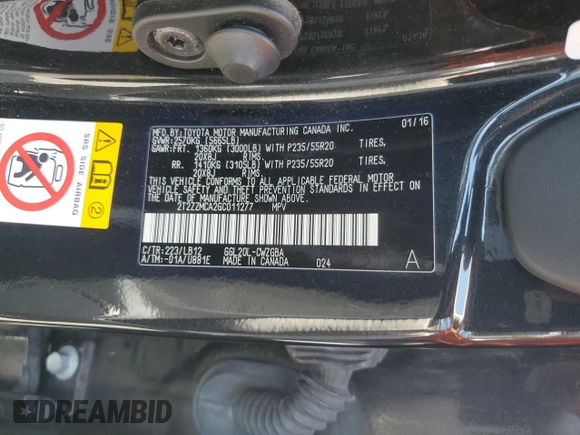 MFD.BY:TOYOTA MOTOR MANUFACTURING CANADA INC. 01/16
GVWR:2570KG (5665LB)
GAWR:FRT. 1360KG (3000LB) WITH P235/55R20 TIRES,
20X8J RIMS.
RR. 1410KG (3105LB) WITH P235/55R20 TIRES,
20X8J RIMS.
THIS VEHICLE CONFORMS TO ALL APPLICABLE FEDERAL MOTOR
VEHICLE SAFETY STANDARDS IN EFFECT ON THE DATE OF
MANUFACTURE SHOWN ABOVE.
2T2ZZMCA2GC011277 MPV
C/TR:223/LB12 GGL20L-CWZGBA
A/TM:-01A/U881E MADE IN CANADA 024 A
SRS SIDE AIRBAG
DREAMBID